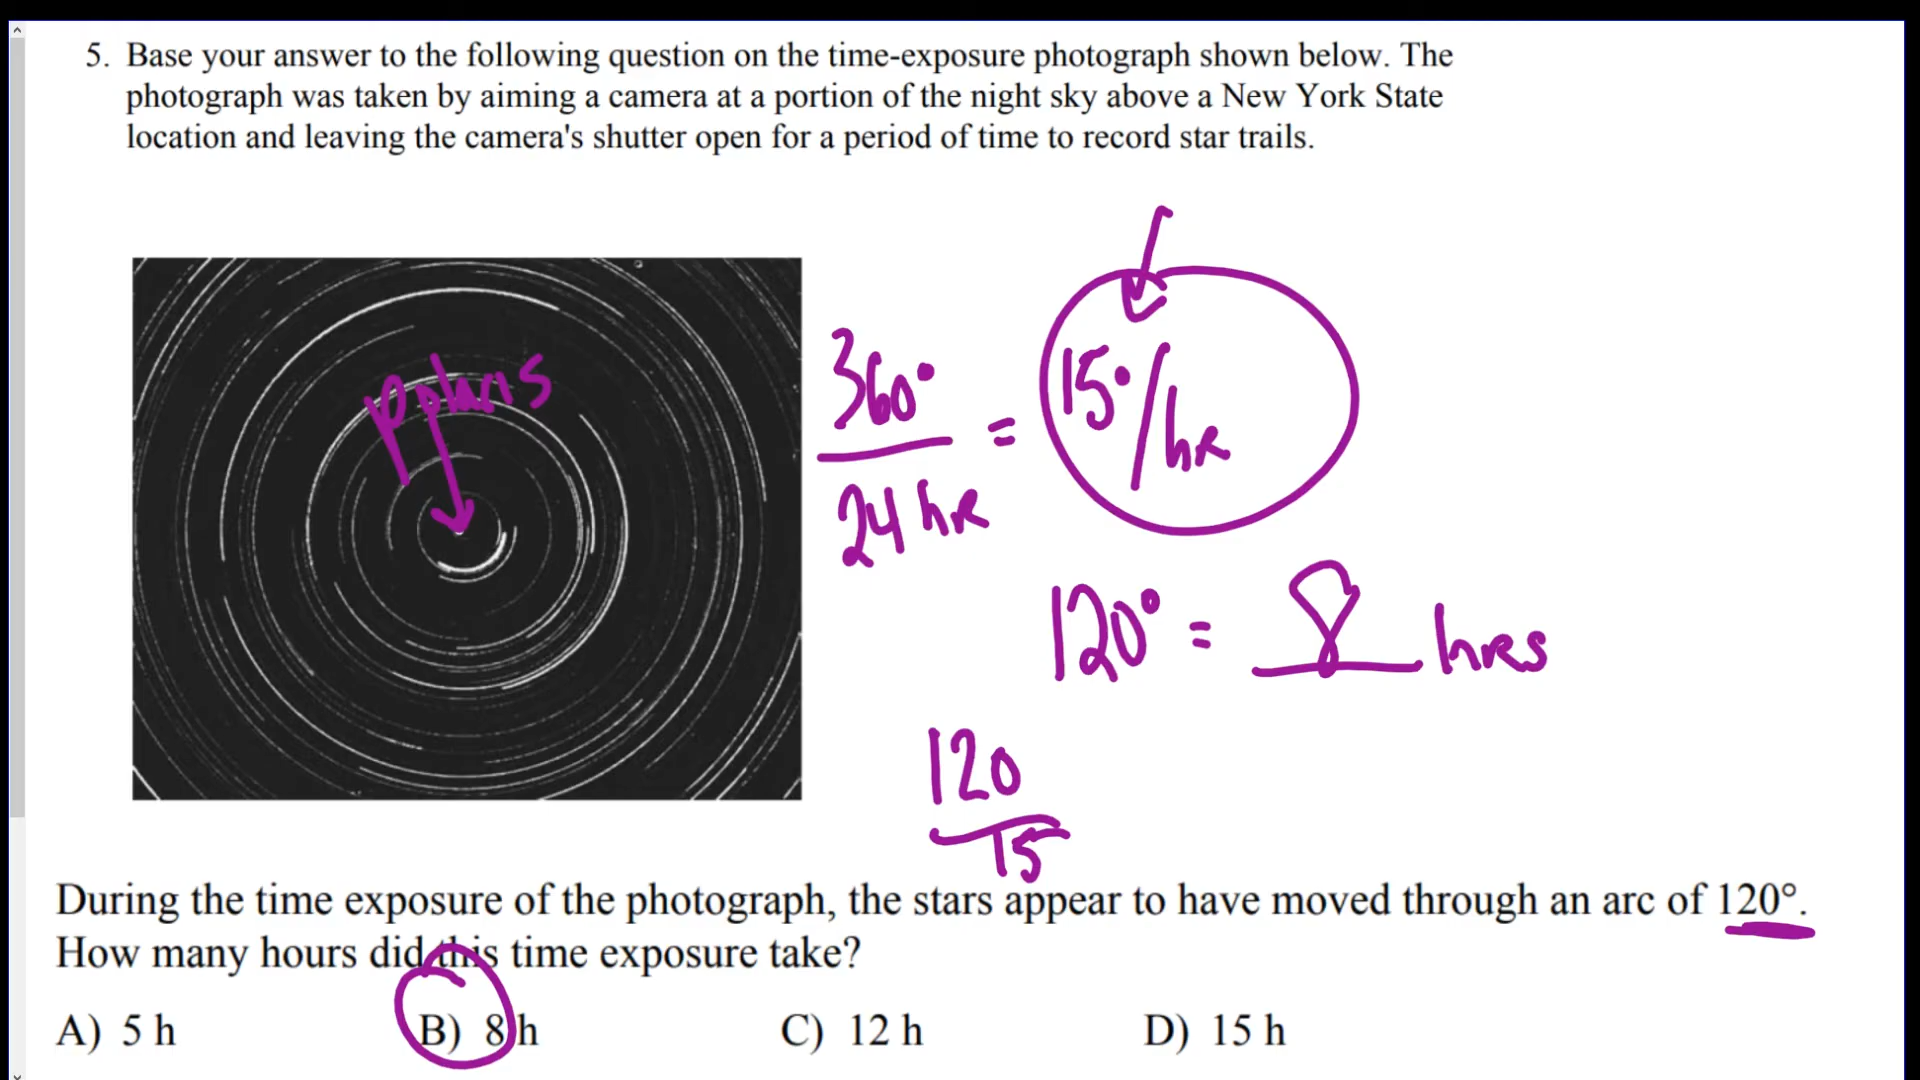 5. Base your answer to the following question on the time-exposure photograph shown below. The
photograph was taken by aiming a camera at a portion of the night sky above a New York State
location and leaving the camera's shutter open for a period of time to record star trails.
polaris
360°
24 hr
=
15°/hr
120° = 8 hrs
120
15
During the time exposure of the photograph, the stars appear to have moved through an arc of 120°.
How many hours did this time exposure take?
A) 5 h B) 8 h C) 12 h D) 15 h